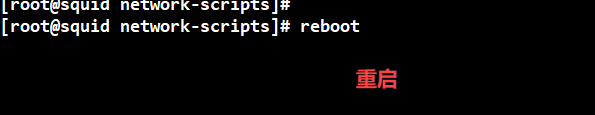 [root@squid network-scripts]#
[root@squid network-scripts]# reboot
重启